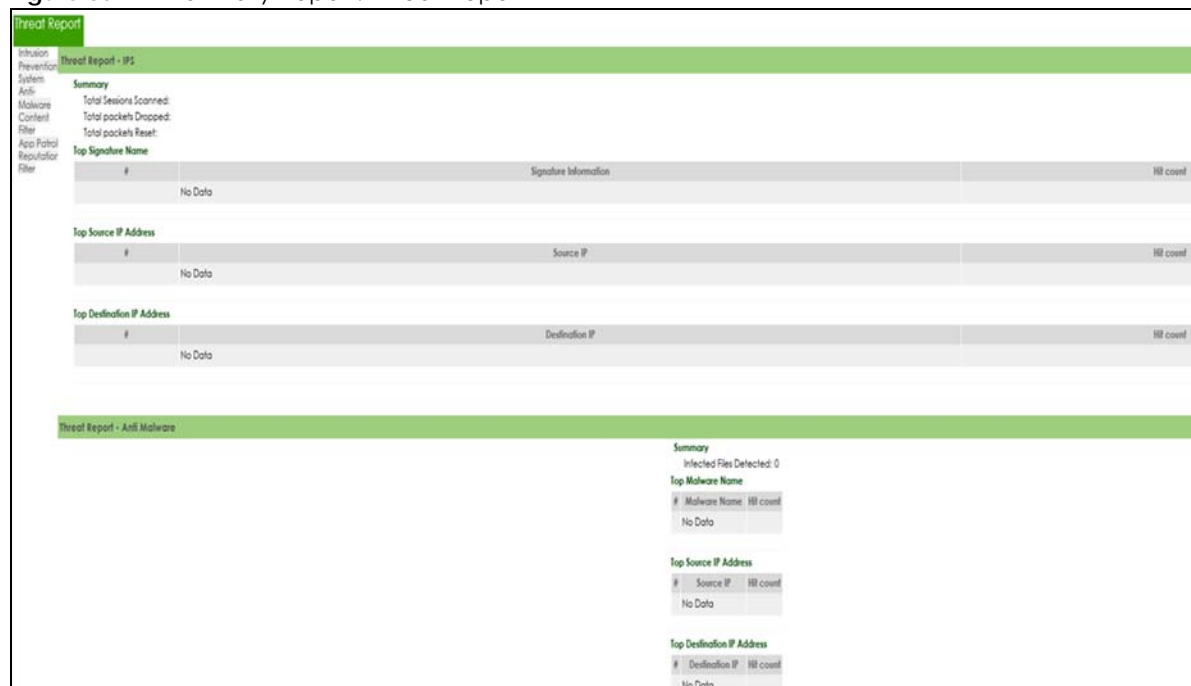 Threat Report
Intrusion
Prevention
System
Anti-
Malware
Content
Filter
App Patrol
Reputation
Filter
Threat Report - IPS
Summary
Total Sessions Scanned:
Total packets Dropped:
Total packets Reset:
Top Signature Name
# Signature Information Hit count
No Data
Top Source IP Address
# Source IP Hit count
No Data
Top Destination IP Address
# Destination IP Hit count
No Data
Threat Report - Anti Malware
Summary
Infected Files Detected: 0
Top Malware Name
# Malware Name Hit count
No Data
Top Source IP Address
# Source IP Hit count
No Data
Top Destination IP Address
# Destination IP Hit count
No Data